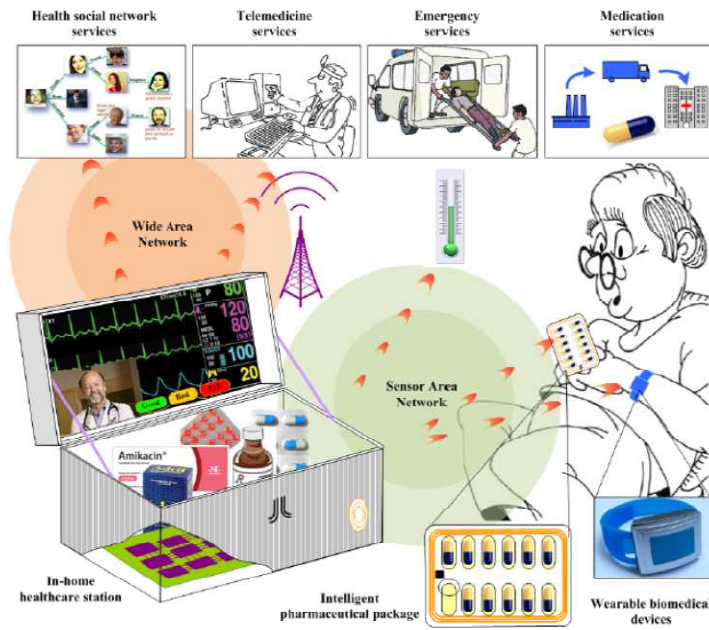 Health social network
services
Telemedicine
services
Emergency
services
Medication
services
Wide Area
Network
P
80
120
80
100
20
Good
Bad
Sensor Area
Network
Amikacin®
In-home
healthcare station
Intelligent
pharmaceutical package
Wearable biomedical
devices